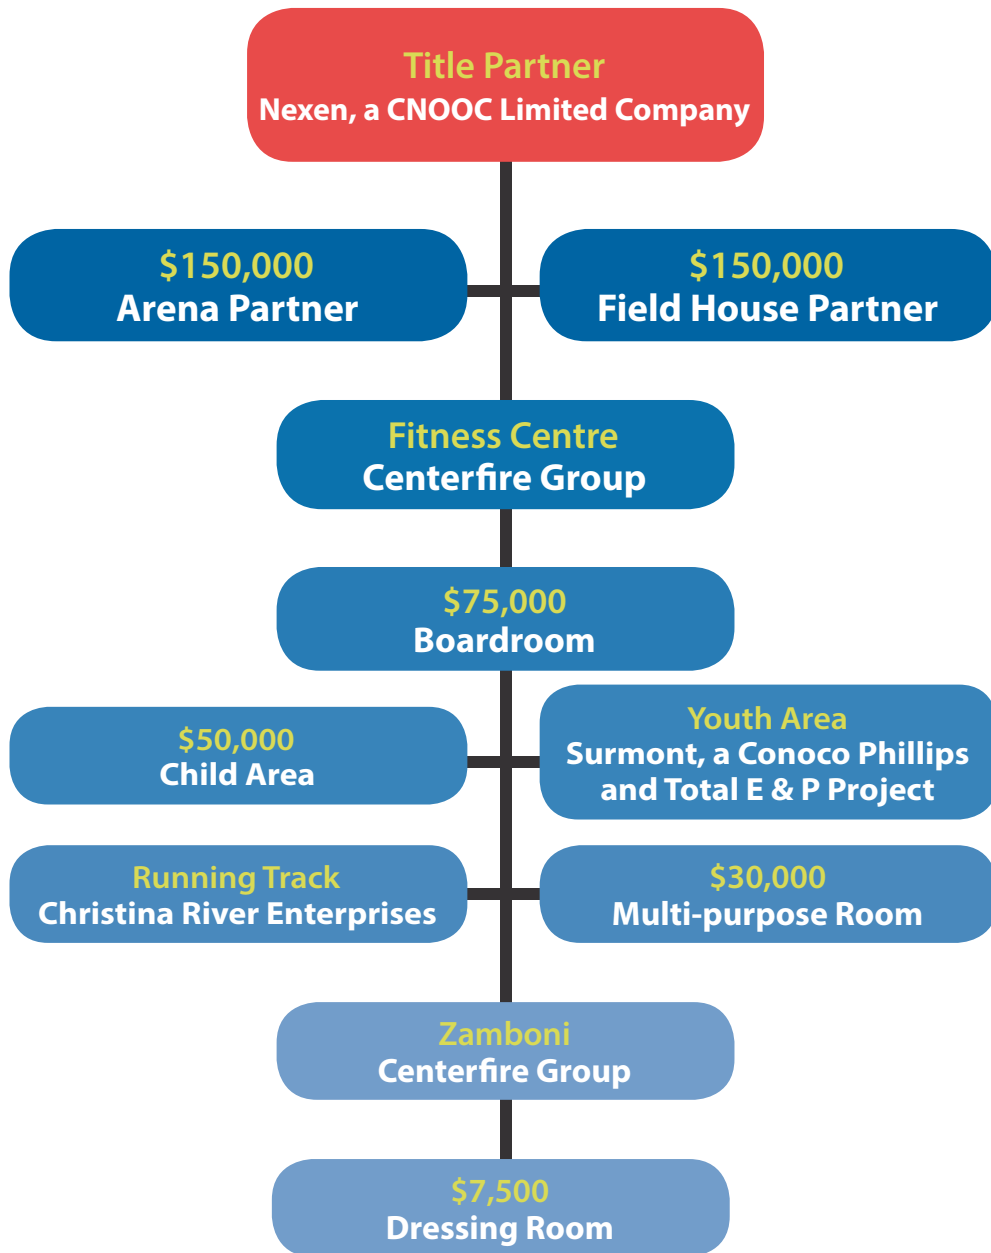 Title Partner
Nexen, a CNOOC Limited Company
$150,000
Arena Partner
$150,000
Field House Partner
Fitness Centre
Centerfire Group
$75,000
Boardroom
$50,000
Child Area
Youth Area
Surmont, a Conoco Phillips
and Total E & P Project
Running Track
Christina River Enterprises
$30,000
Multi-purpose Room
Zamboni
Centerfire Group
$7,500
Dressing Room